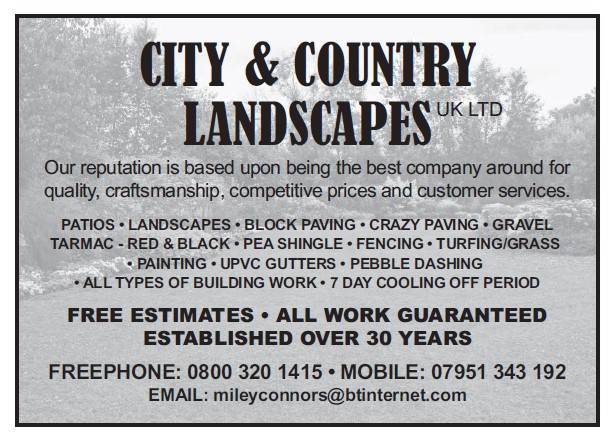 CITY & COUNTRY
LANDSCAPES UK LTD
Our reputation is based upon being the best company around for
quality, craftsmanship, competitive prices and customer services.
PATIOS • LANDSCAPES • BLOCK PAVING • CRAZY PAVING • GRAVEL
TARMAC - RED & BLACK • PEA SHINGLE • FENCING • TURFING/GRASS
• PAINTING • UPVC GUTTERS • PEBBLE DASHING
• ALL TYPES OF BUILDING WORK • 7 DAY COOLING OFF PERIOD
FREE ESTIMATES • ALL WORK GUARANTEED
ESTABLISHED OVER 30 YEARS
FREEPHONE: 0800 320 1415 • MOBILE: 07951 343 192
EMAIL: mileyconnors@btinternet.com